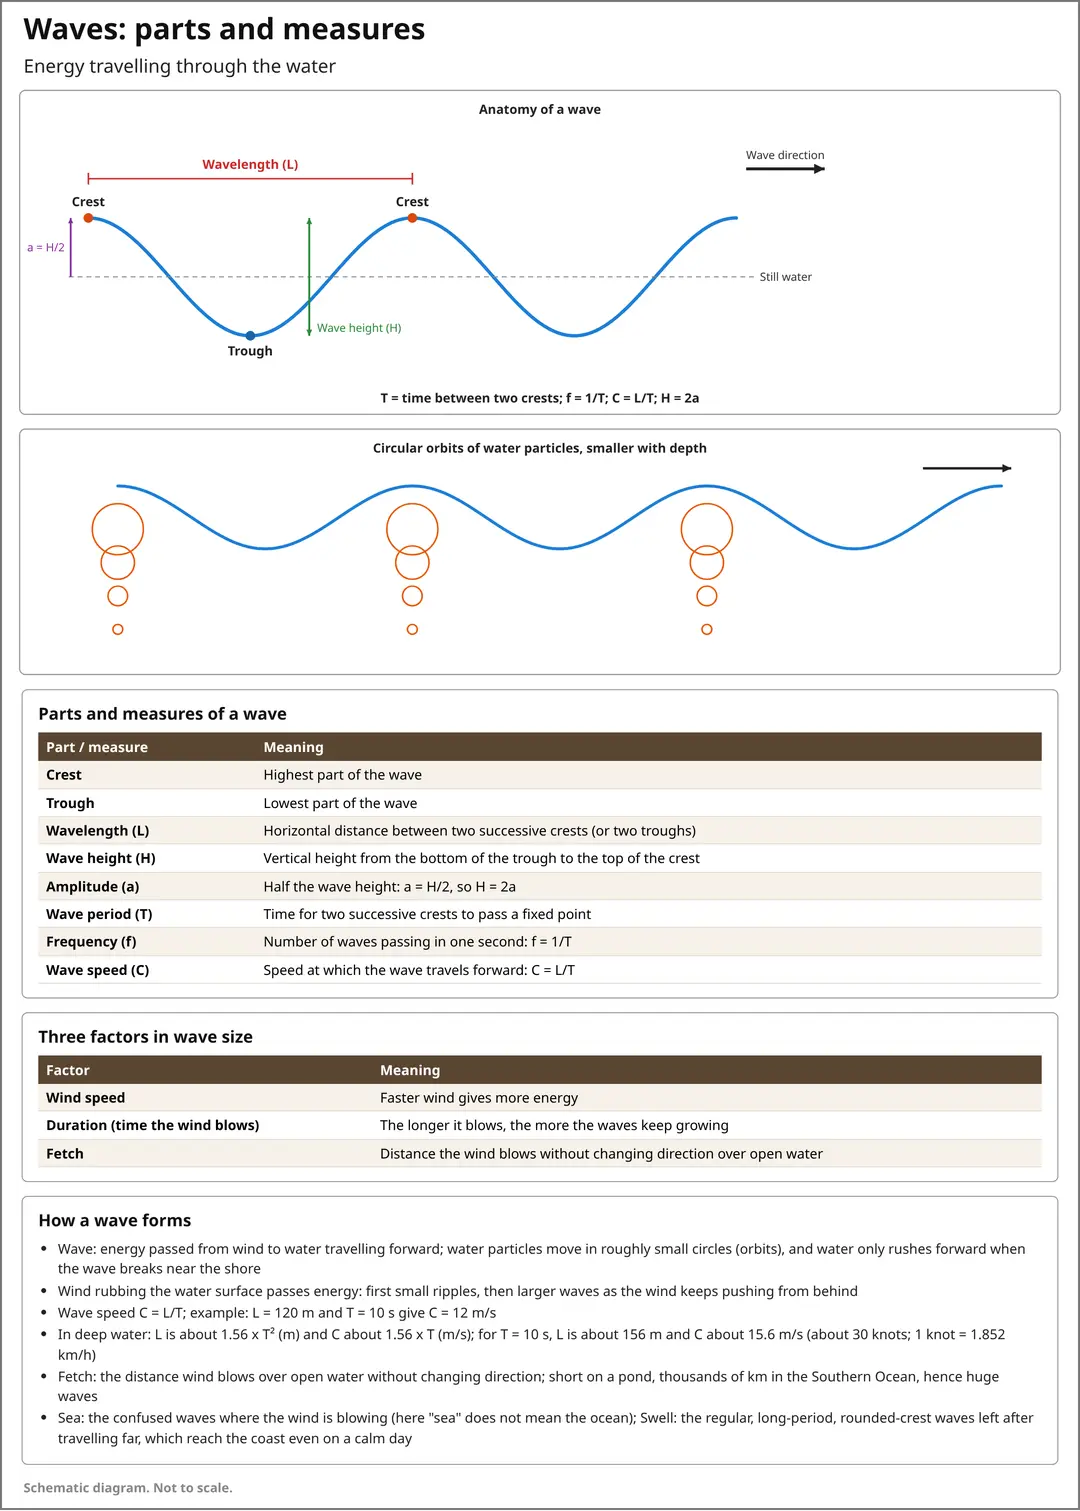 Waves: parts and measures
Energy travelling through the water
Anatomy of a wave
Wave direction
Wavelength (L)
Crest
Crest
a = H/2
Still water
Wave height (H)
Trough
T = time between two crests; f = 1/T; C = L/T; H = 2a
Circular orbits of water particles, smaller with depth
Parts and measures of a wave
Part / measure Meaning
Crest Highest part of the wave
Trough Lowest part of the wave
Wavelength (L) Horizontal distance between two successive crests (or two troughs)
Wave height (H) Vertical height from the bottom of the trough to the top of the crest
Amplitude (a) Half the wave height: a = H/2, so H = 2a
Wave period (T) Time for two successive crests to pass a fixed point
Frequency (f) Number of waves passing in one second: f = 1/T
Wave speed (C) Speed at which the wave travels forward: C = L/T
Three factors in wave size
Factor Meaning
Wind speed Faster wind gives more energy
Duration (time the wind blows) The longer it blows, the more the waves keep growing
Fetch Distance the wind blows without changing direction over open water
How a wave forms
• Wave: energy passed from wind to water travelling forward; water particles move in roughly small circles (orbits), and water only rushes forward when
the wave breaks near the shore
• Wind rubbing the water surface passes energy: first small ripples, then larger waves as the wind keeps pushing from behind
• Wave speed C = L/T; example: L = 120 m and T = 10 s give C = 12 m/s
• In deep water: L is about 1.56 x T² (m) and C about 1.56 x T (m/s); for T = 10 s, L is about 156 m and C about 15.6 m/s (about 30 knots; 1 knot = 1.852
km/h)
• Fetch: the distance wind blows over open water without changing direction; short on a pond, thousands of km in the Southern Ocean, hence huge
waves
• Sea: the confused waves where the wind is blowing (here "sea" does not mean the ocean); Swell: the regular, long-period, rounded-crest waves left after
travelling far, which reach the coast even on a calm day
Schematic diagram. Not to scale.